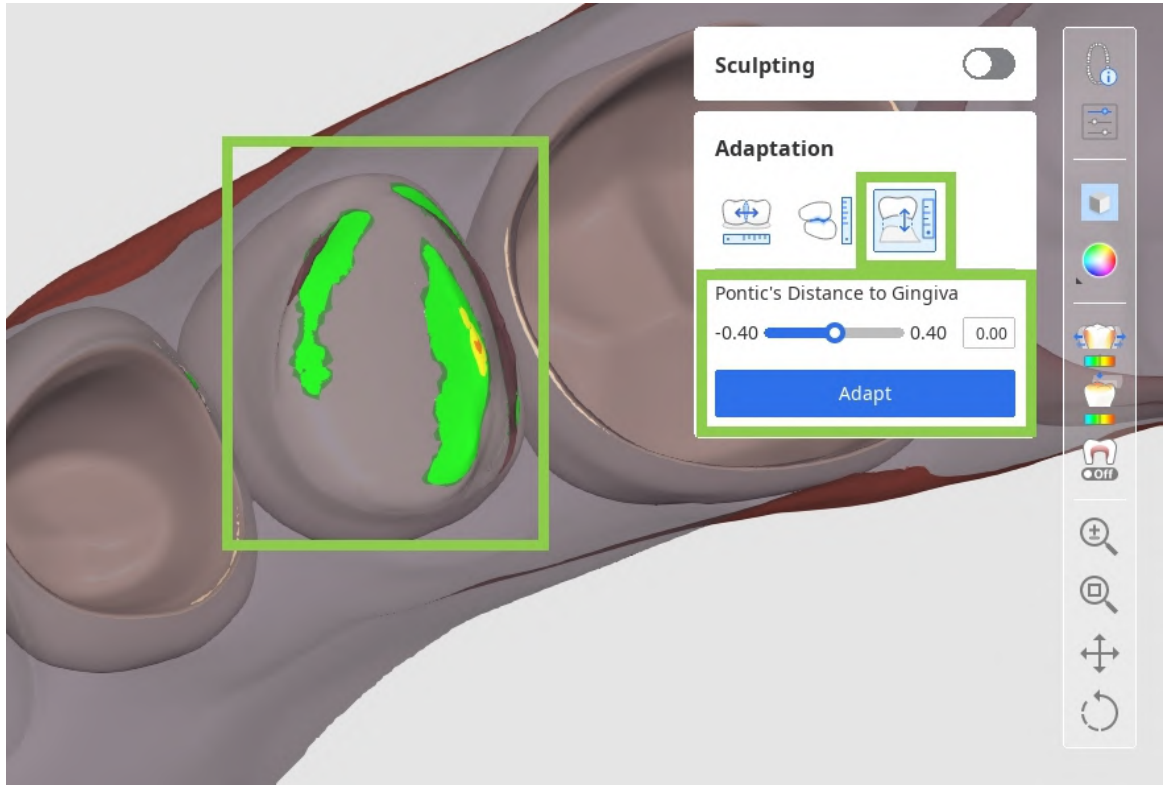 Sculpting
Adaptation
Pontic's Distance to Gingiva
-0.40 0.40 0.00
Adapt
Off